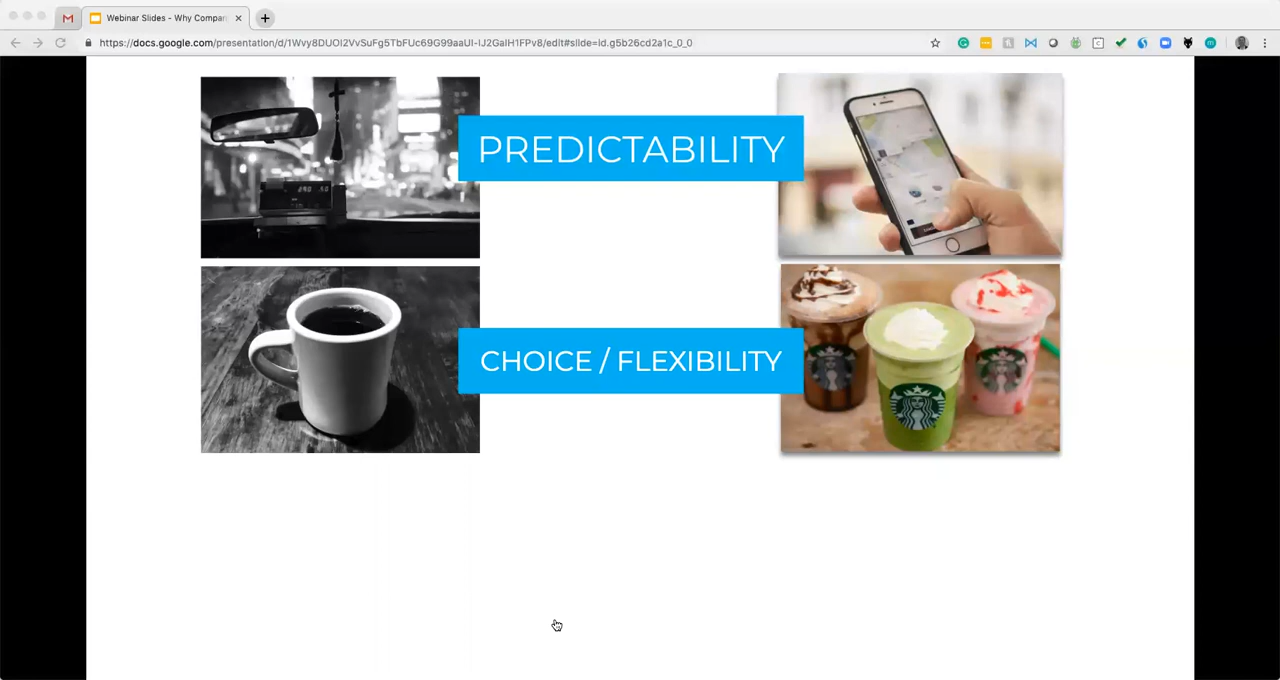 Webinar Slides - Why Compan
https://docs.google.com/presentation/d/1Wvy8DUOI2VvSuFg5TbFUc69G99aaUI-IJ2GalH1FPv8/edit#slide=id.g5b26cd2a1c_0_0
PREDICTABILITY
CHOICE / FLEXIBILITY